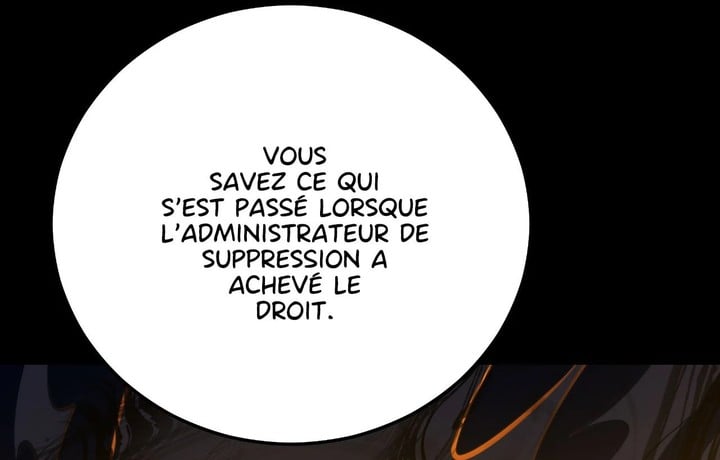 VOUS
SAVEZ CE QUI
S'EST PASSÉ LORSQUE
L'ADMINISTRATEUR DE
SUPPRESSION A
ACHEVÉ LE
DROIT.